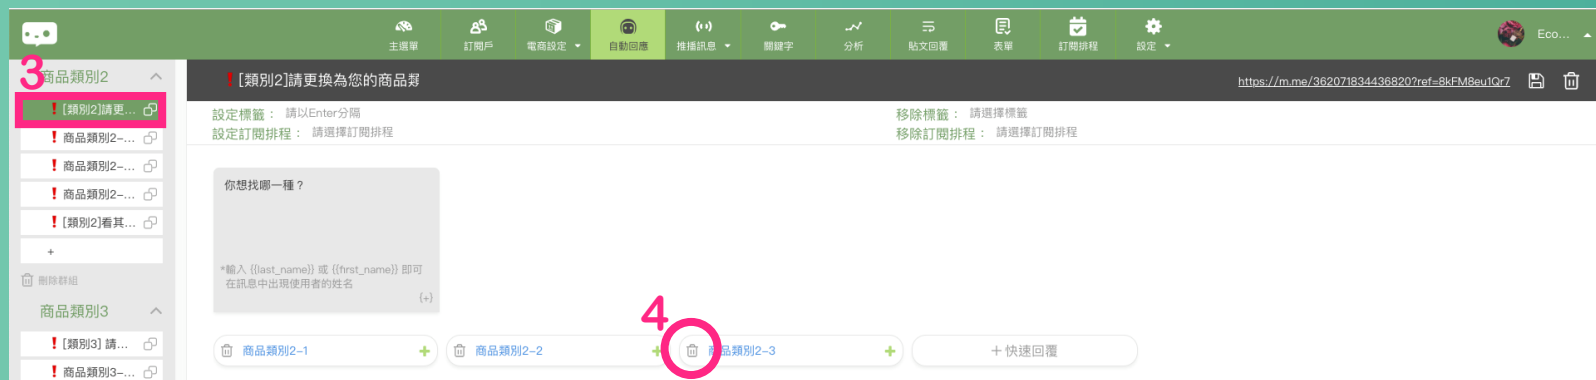 主選單
訂閱戶
電商設定
自動回應
推播訊息
關鍵字
分析
貼文回覆
表單
訂閱排程
設定
Eco...
3
商品類別2
❗[類別2]請更...
❗商品類別2-...
❗商品類別2-...
❗商品類別2-...
❗[類別2]看其...
+
刪除群組
商品類別3
❗[類別3] 請...
❗商品類別3-...
❗[類別2]請更換為您的商品類
https://m.me/362071834436820?ref=8kFM8eu1Qr7
設定標籤： 請以Enter分隔
移除標籤： 請選擇標籤
設定訂閱排程： 請選擇訂閱排程
移除訂閱排程： 請選擇訂閱排程
你想找哪一種？
*輸入 {{last_name}} 或 {{first_name}} 即可
在訊息中出現使用者的姓名
{+}
4
商品類別2-1 +
商品類別2-2 +
商品類別2-3 +
+快速回覆